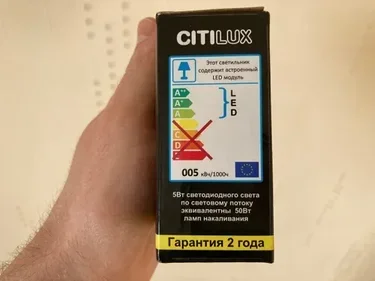 CITILUX
Этот светильник
содержит встроенный
LED модуль
A++
A+
A
B
C
D
E
L
E
D
005 кВт/1000ч
5Вт светодиодного света
по световому потоку
эквивалентны 50Вт
ламп накаливания
Гарантия 2 года